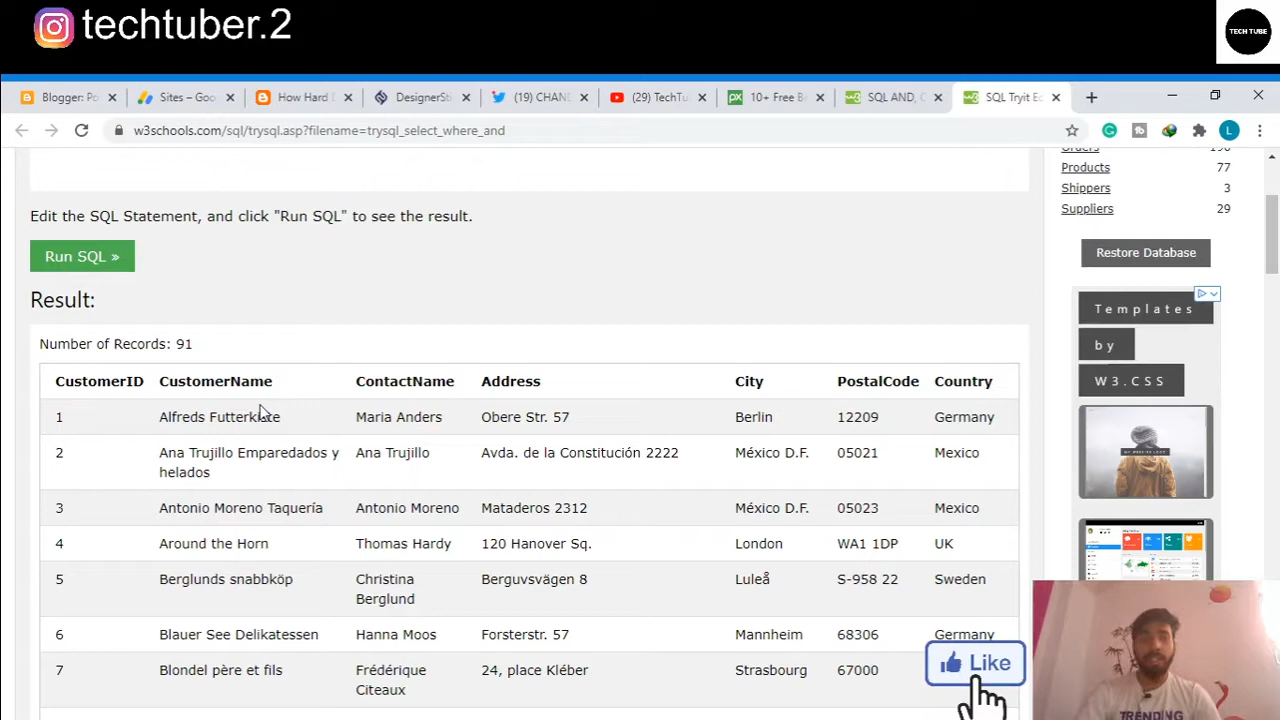 techtuber.2
TECH TUBE
Blogger: Po
Sites – Goo
How Hard
DesignerSt
(19) CHAN
(29) TechTu
10+ Free B
SQL AND, O
SQL Tryit Ed
w3schools.com/sql/trysql.asp?filename=trysql_select_where_and
L
Orders 196
Products 77
Shippers 3
Suppliers 29
Edit the SQL Statement, and click "Run SQL" to see the result.
Run SQL »
Restore Database
Result:
Templates
by
W3.CSS
Number of Records: 91
CustomerID CustomerName ContactName Address City PostalCode Country
1 Alfreds Futterkiste Maria Anders Obere Str. 57 Berlin 12209 Germany
2 Ana Trujillo Emparedados y helados Ana Trujillo Avda. de la Constitución 2222 México D.F. 05021 Mexico
3 Antonio Moreno Taquería Antonio Moreno Mataderos 2312 México D.F. 05023 Mexico
4 Around the Horn Thomas Hardy 120 Hanover Sq. London WA1 1DP UK
5 Berglunds snabbköp Christina Berglund Berguvsvägen 8 Luleå S-958 22 Sweden
6 Blauer See Delikatessen Hanna Moos Forsterstr. 57 Mannheim 68306 Germany
7 Blondel père et fils Frédérique Citeaux 24, place Kléber Strasbourg 67000
Like
TRENDING